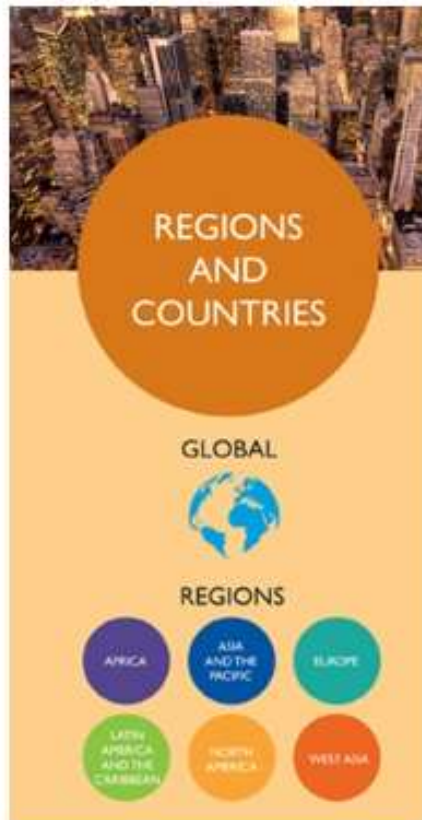 REGIONS
AND
COUNTRIES
GLOBAL
REGIONS
AFRICA
ASIA
AND THE
PACIFIC
EUROPE
LATIN
AMERICA
AND THE
CARIBBEAN
NORTH
AMERICA
WEST ASIA